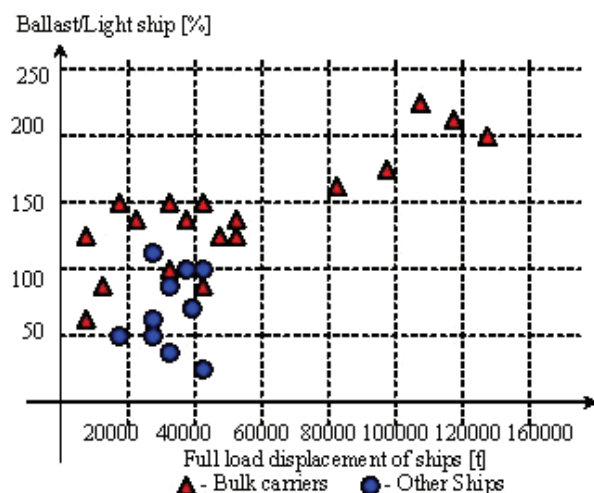 Ballast/Light ship [%]
250
200
150
100
50
20000 40000 60000 80000 100000 120000 160000
Full load displacement of ships [t]
- Bulk carriers - Other Ships